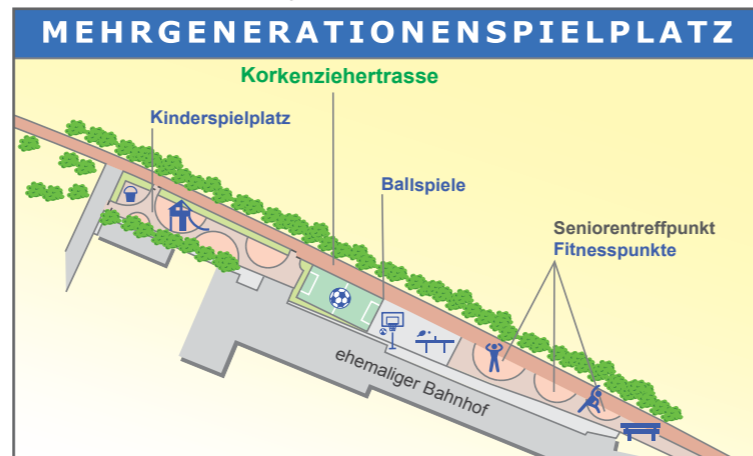 MEHRGENERATIONENSPIELPLATZ
Korkenziehertrasse
Kinderspielplatz
Ballspiele
Seniorentreffpunkt
Fitnesspunkte
ehemaliger Bahnhof